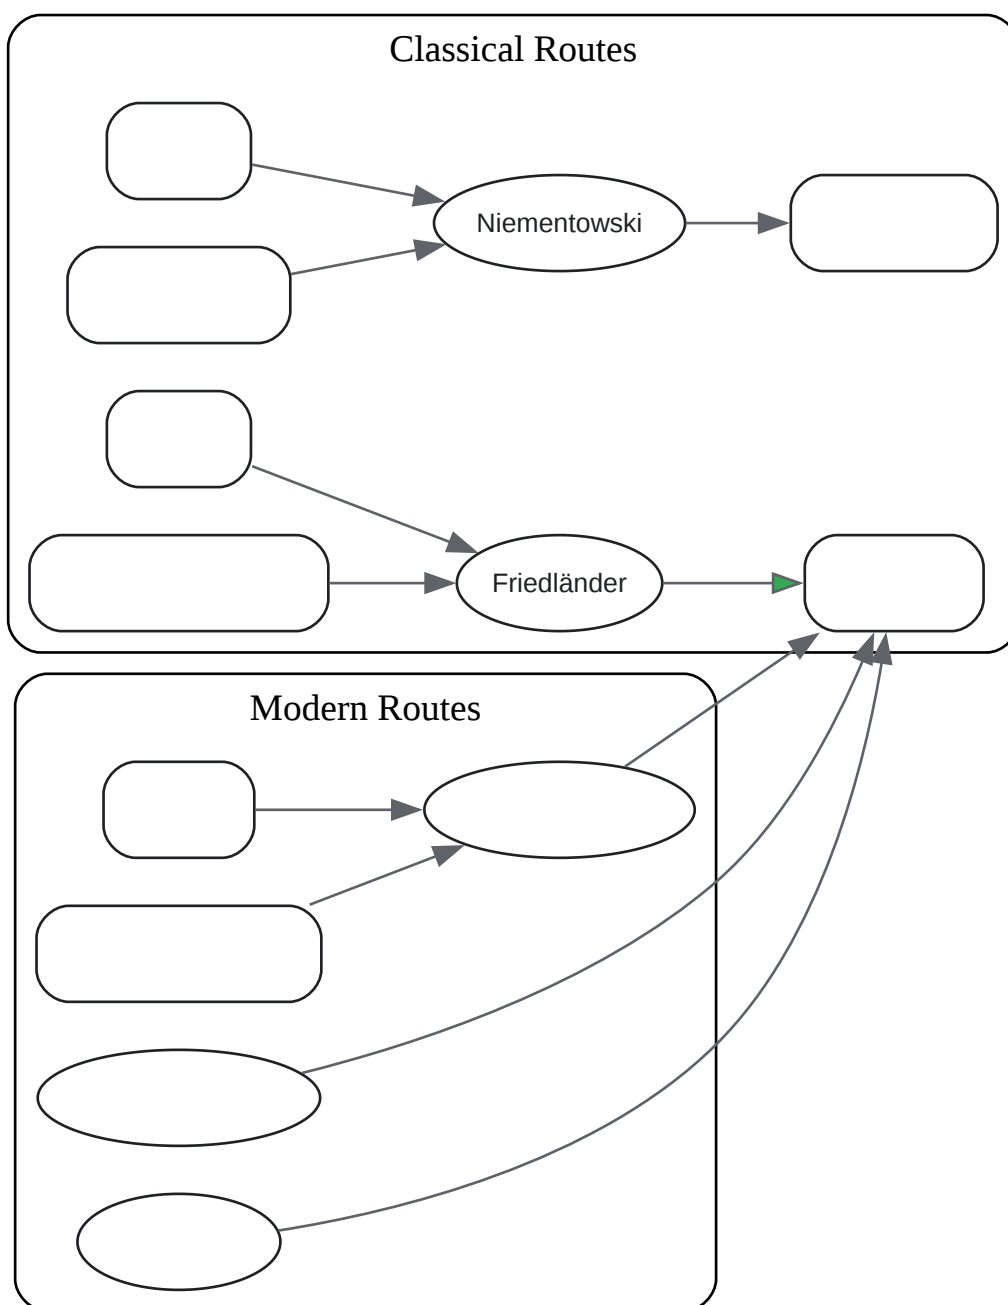 Classical Routes
Niementowski
Friedländer
Modern Routes